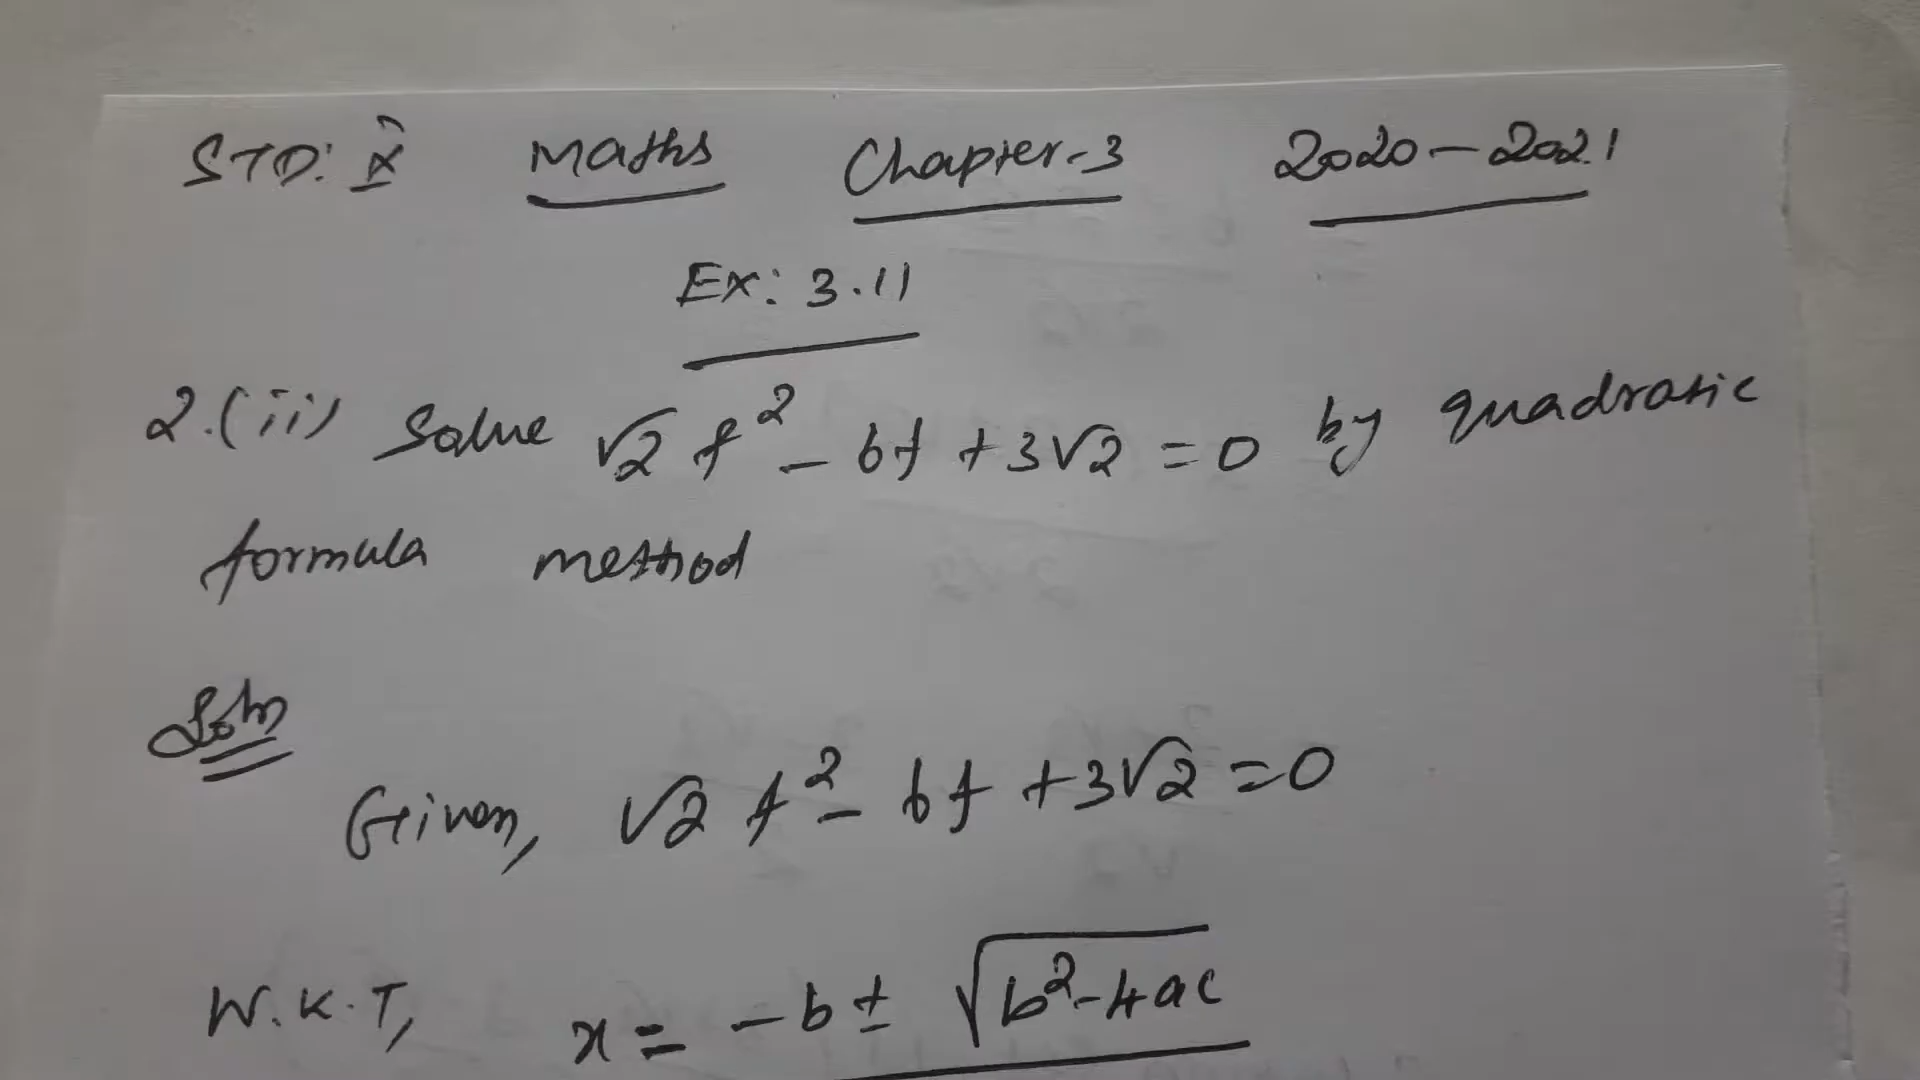 STD: X Maths Chapter-3 2020-2021
Ex: 3.11
2.(ii) Solve √2 f² - 6f + 3√2 = 0 by quadratic
formula method
Soln
Given, √2 f² - 6f + 3√2 = 0
W.K.T, x = -b ± √b²-4ac